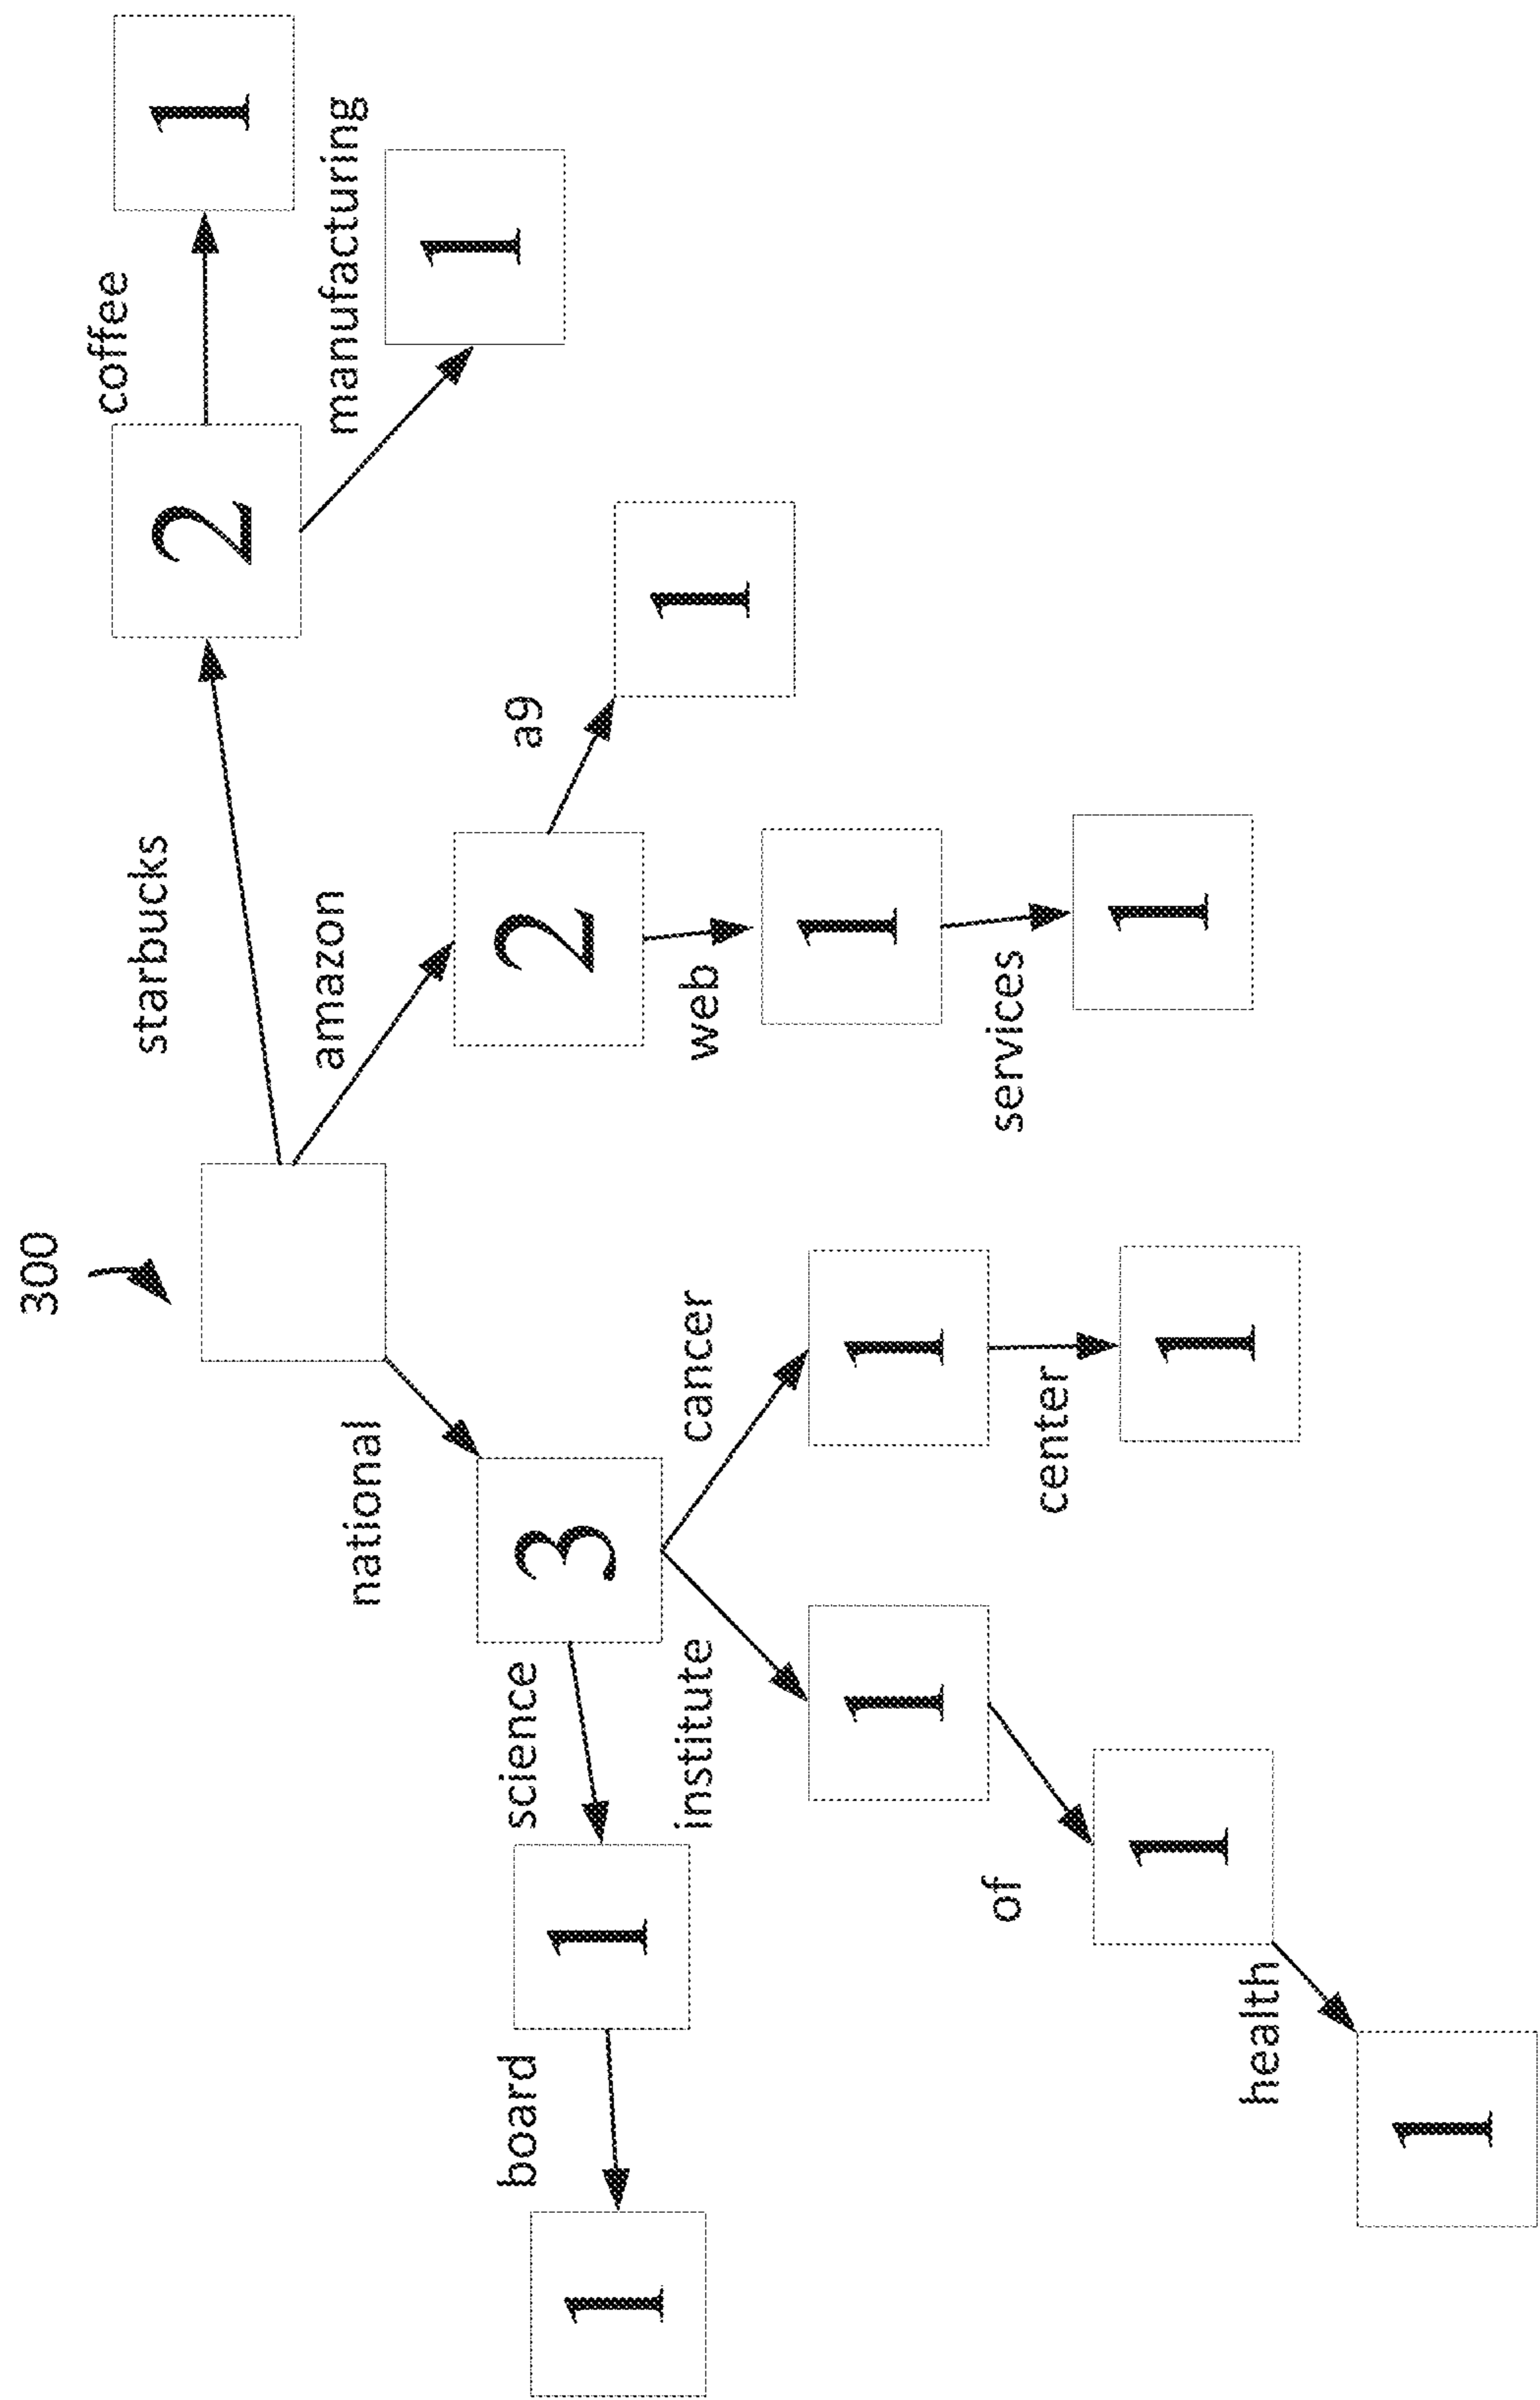 300
starbucks
coffee
1
2
manufacturing
1
amazon
2
a9
1
web
1
services
1
national
3
science
1
board
1
institute
1
of
1
health
1
cancer
1
center
1